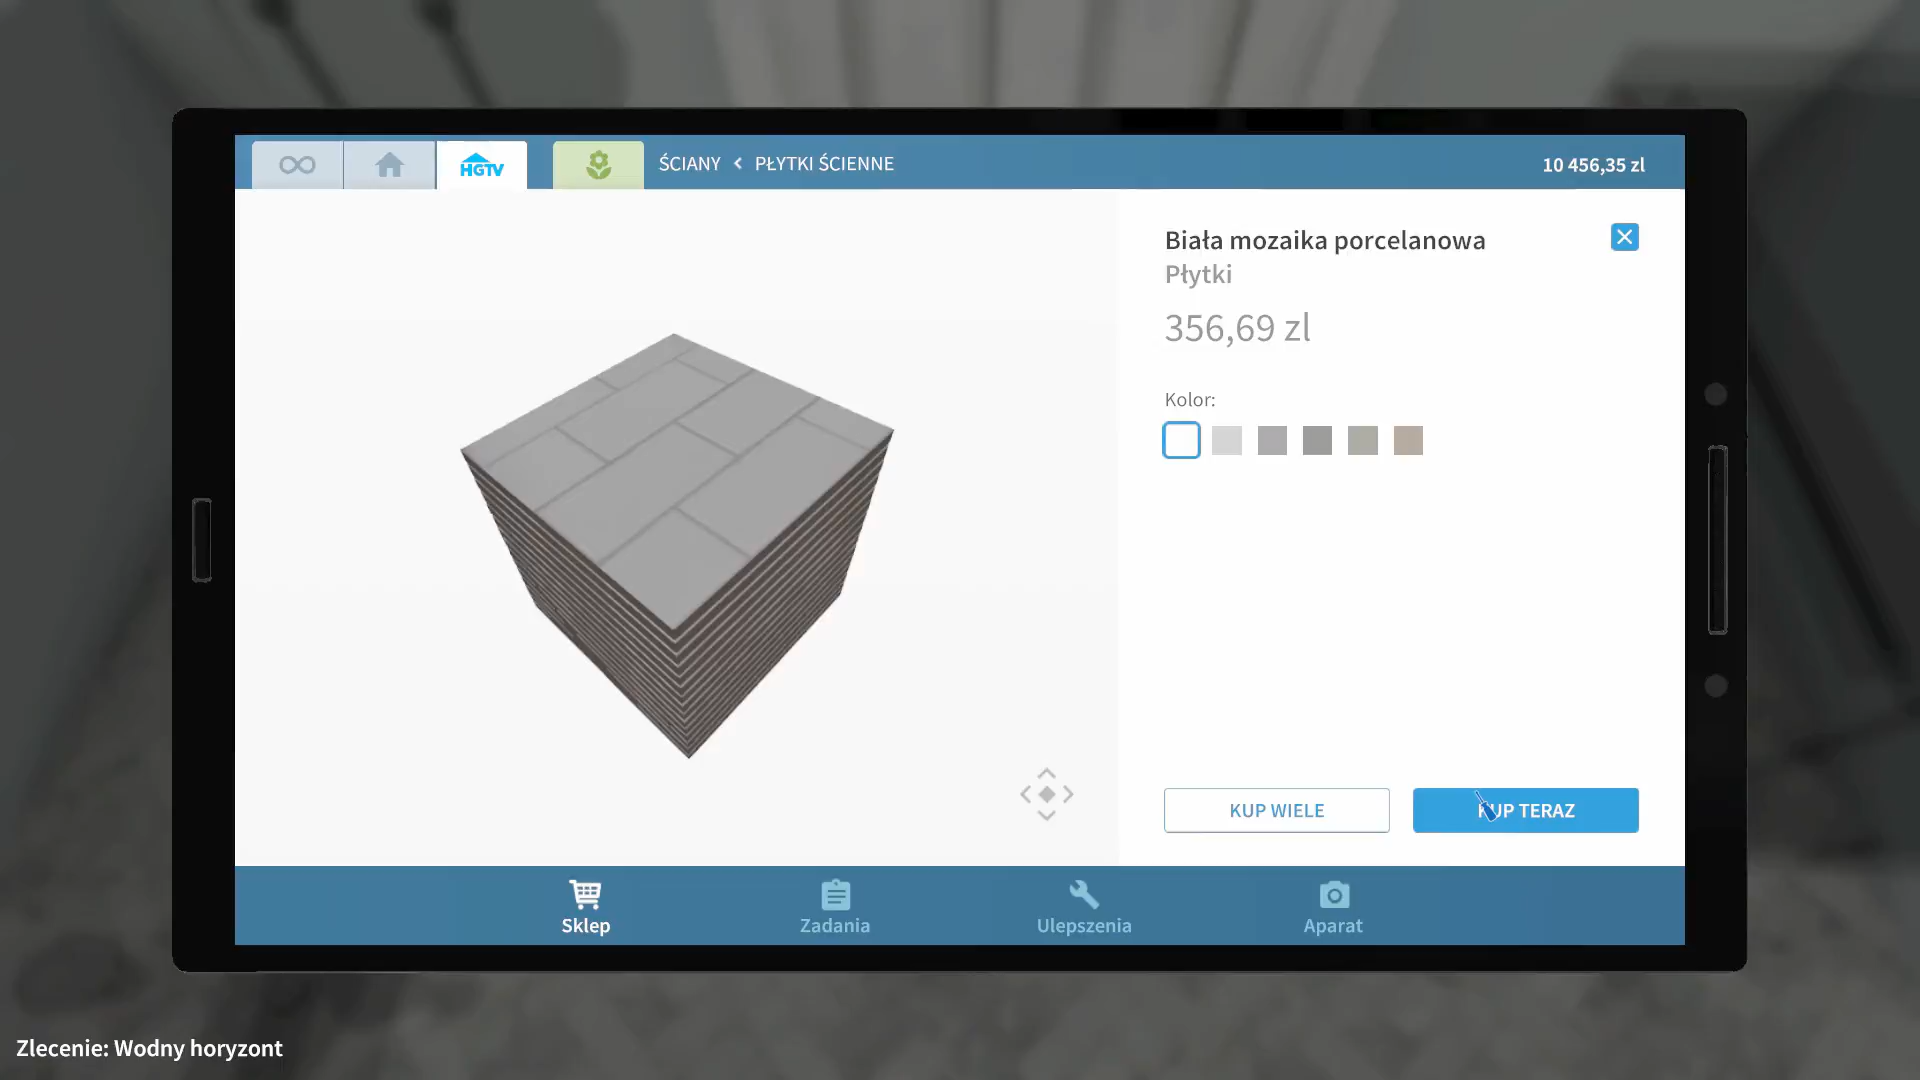 HGTV
ŚCIANY < PŁYTKI ŚCIENNE
10 456,35 zl
Biała mozaika porcelanowa
Płytki
356,69 zl
Kolor:
KUP WIELE
KUP TERAZ
Sklep
Zadania
Ulepszenia
Aparat
Zlecenie: Wodny horyzont